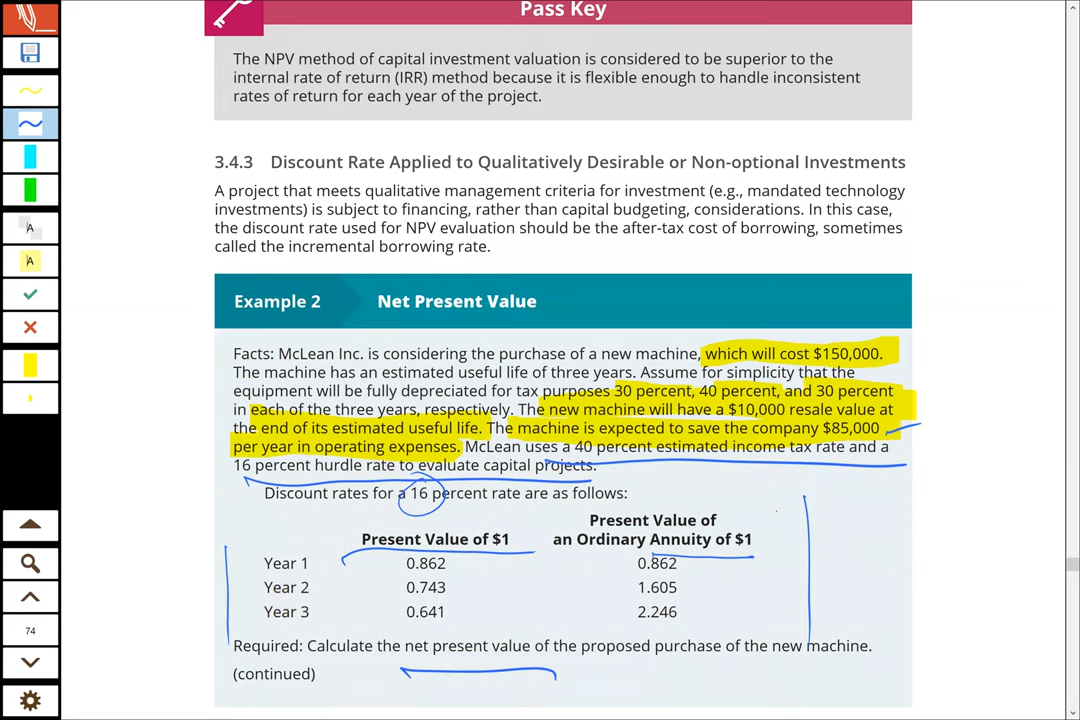 Pass Key
The NPV method of capital investment valuation is considered to be superior to the
internal rate of return (IRR) method because it is flexible enough to handle inconsistent
rates of return for each year of the project.
3.4.3 Discount Rate Applied to Qualitatively Desirable or Non-optional Investments
A project that meets qualitative management criteria for investment (e.g., mandated technology
investments) is subject to financing, rather than capital budgeting, considerations. In this case,
the discount rate used for NPV evaluation should be the after-tax cost of borrowing, sometimes
called the incremental borrowing rate.
Example 2 Net Present Value
Facts: McLean Inc. is considering the purchase of a new machine, which will cost $150,000.
The machine has an estimated useful life of three years. Assume for simplicity that the
equipment will be fully depreciated for tax purposes 30 percent, 40 percent, and 30 percent
in each of the three years, respectively. The new machine will have a $10,000 resale value at
the end of its estimated useful life. The machine is expected to save the company $85,000
per year in operating expenses. McLean uses a 40 percent estimated income tax rate and a
16 percent hurdle rate to evaluate capital projects.
Discount rates for a 16 percent rate are as follows:
Present Value of
Present Value of $1 an Ordinary Annuity of $1
Year 1 0.862 0.862
Year 2 0.743 1.605
Year 3 0.641 2.246
Required: Calculate the net present value of the proposed purchase of the new machine.
(continued)
A
A
74